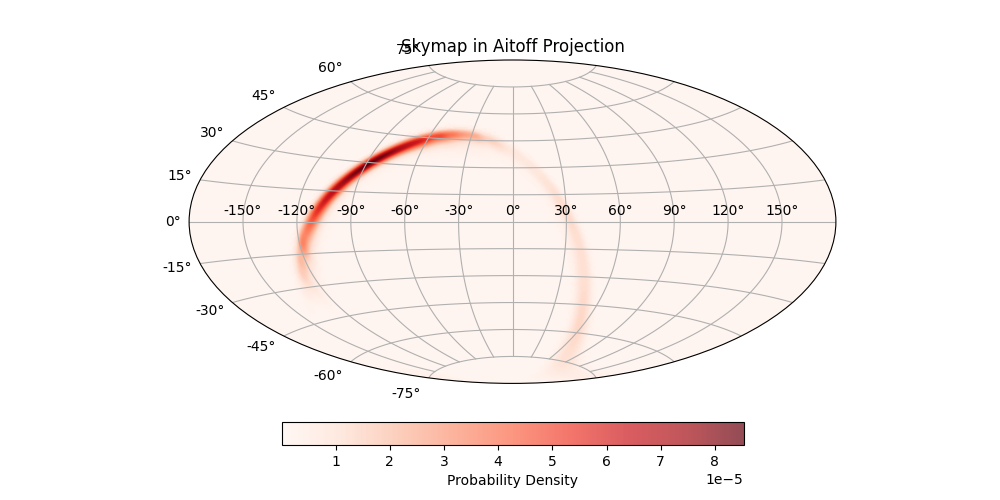 Skymap in Aitoff Projection
75°
60°
45°
30°
15°
-150° -120° -90° -60° -30° 0° 30° 60° 90° 120° 150°
0°
-15°
-30°
-45°
-60°
-75°
1 2 3 4 5 6 7 8
1e−5
Probability Density